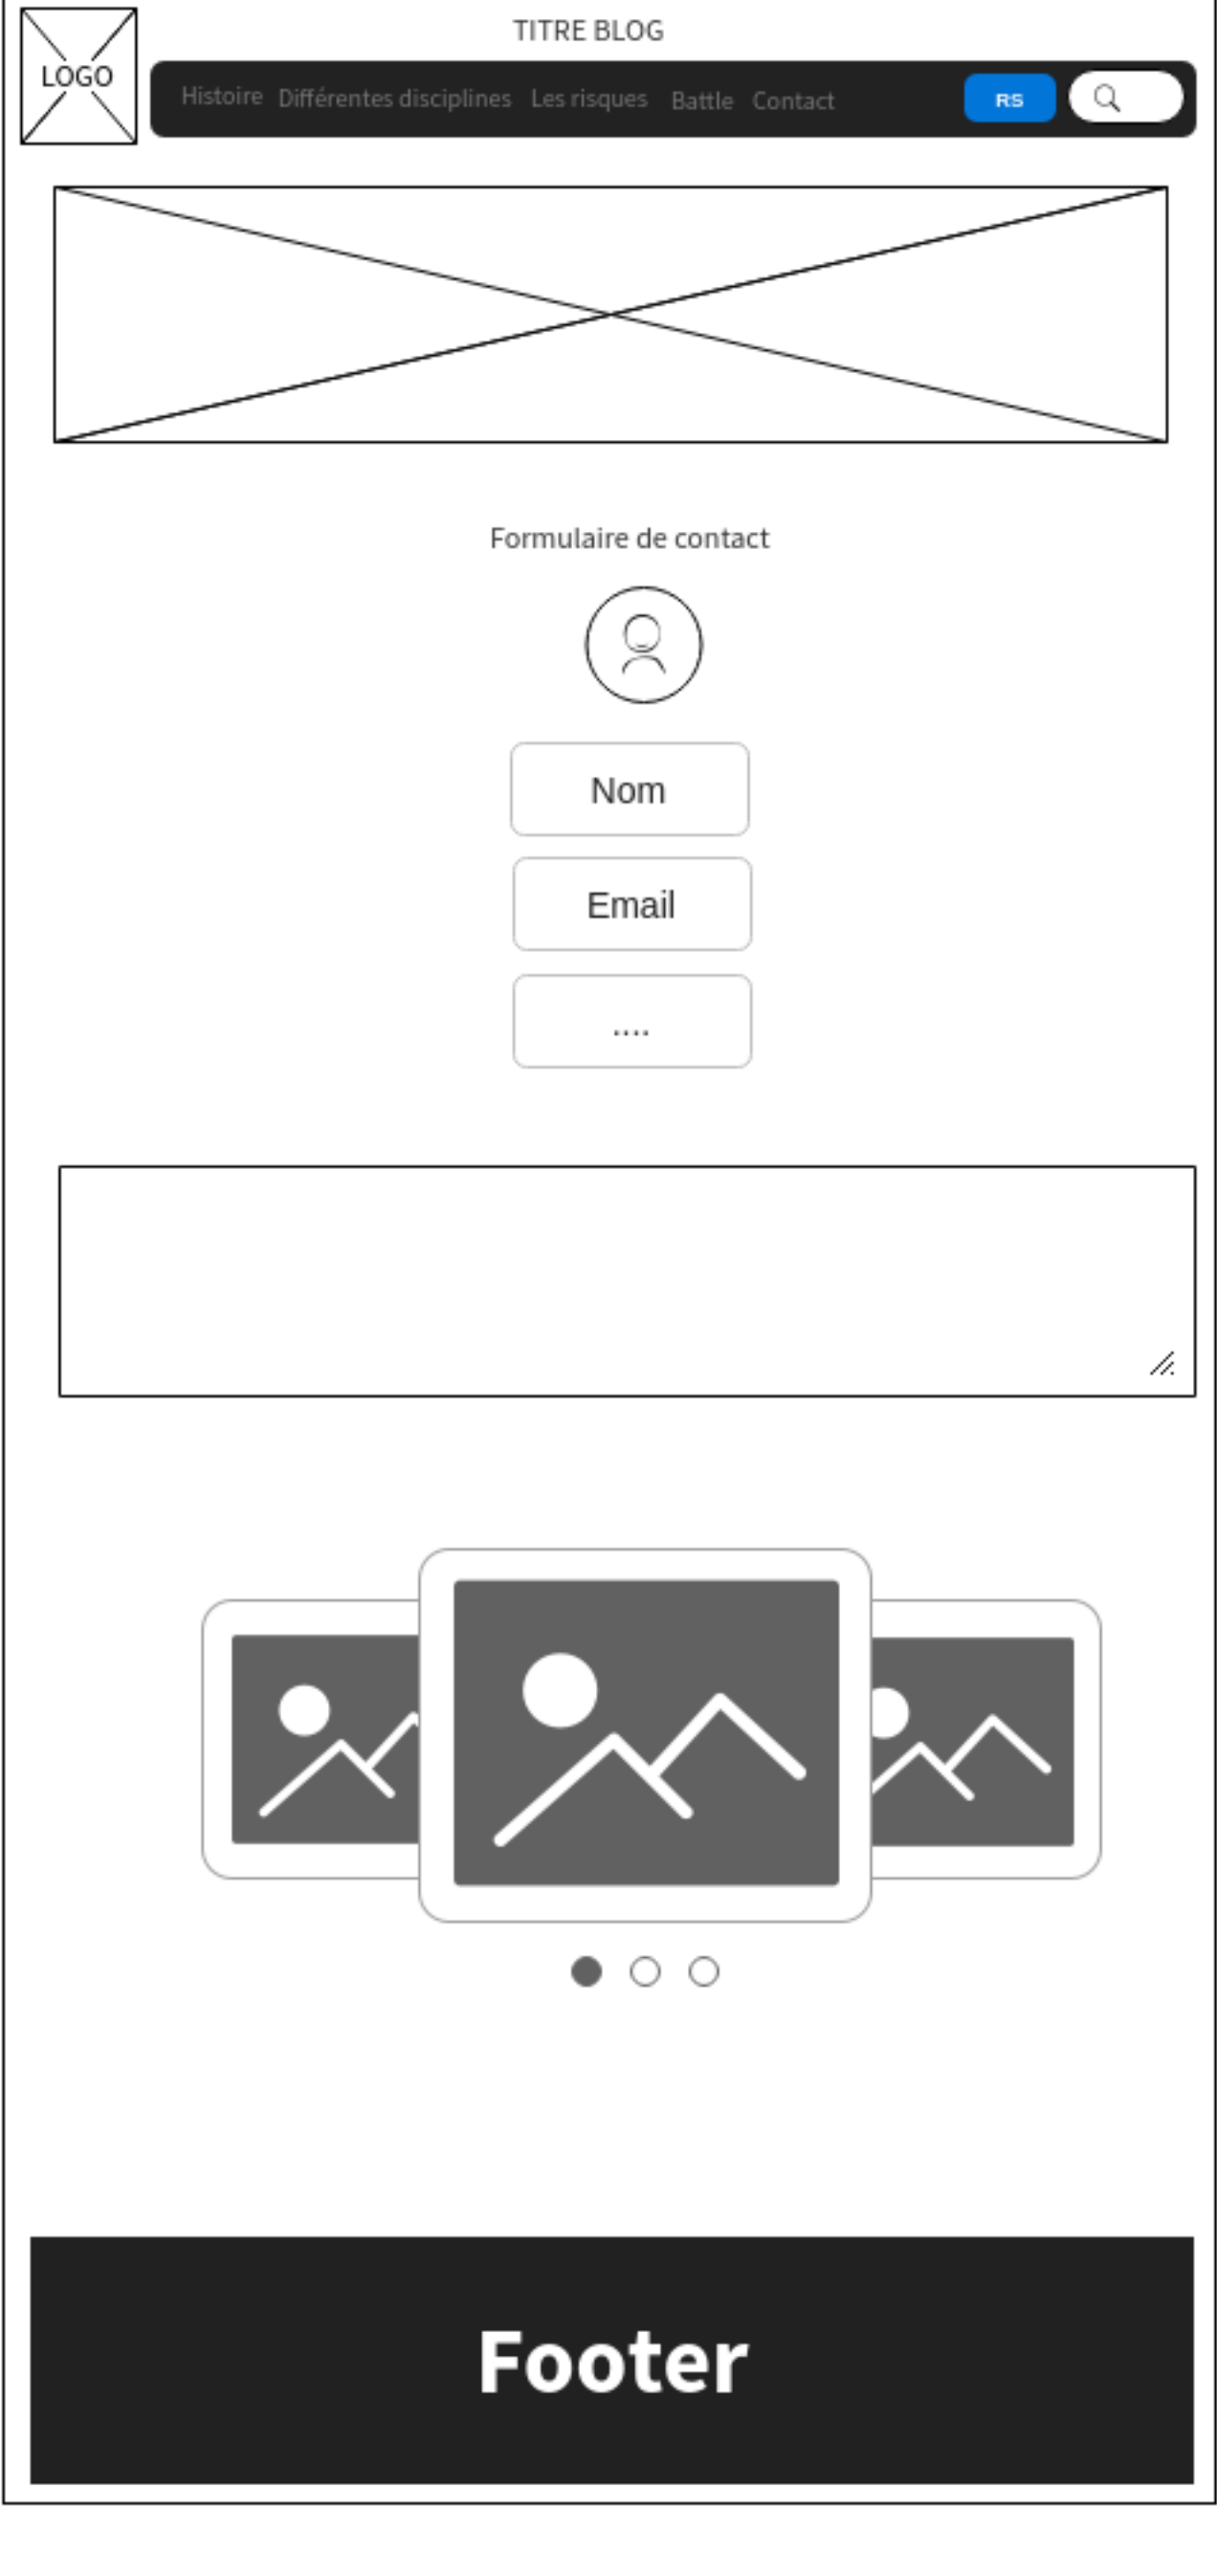 TITRE BLOG
LOGO
Histoire Différentes disciplines Les risques Battle Contact RS
Formulaire de contact
Nom
Email
....
Footer